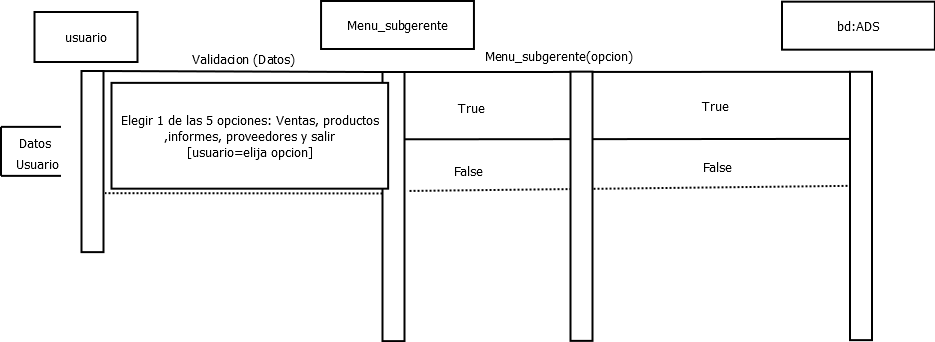 usuario
Menu_subgerente
bd:ADS
Validacion (Datos)
Menu_subgerente(opcion)
Elegir 1 de las 5 opciones: Ventas, productos
,informes, proveedores y salir
[usuario=elija opcion]
True
True
Datos
Usuario
False
False